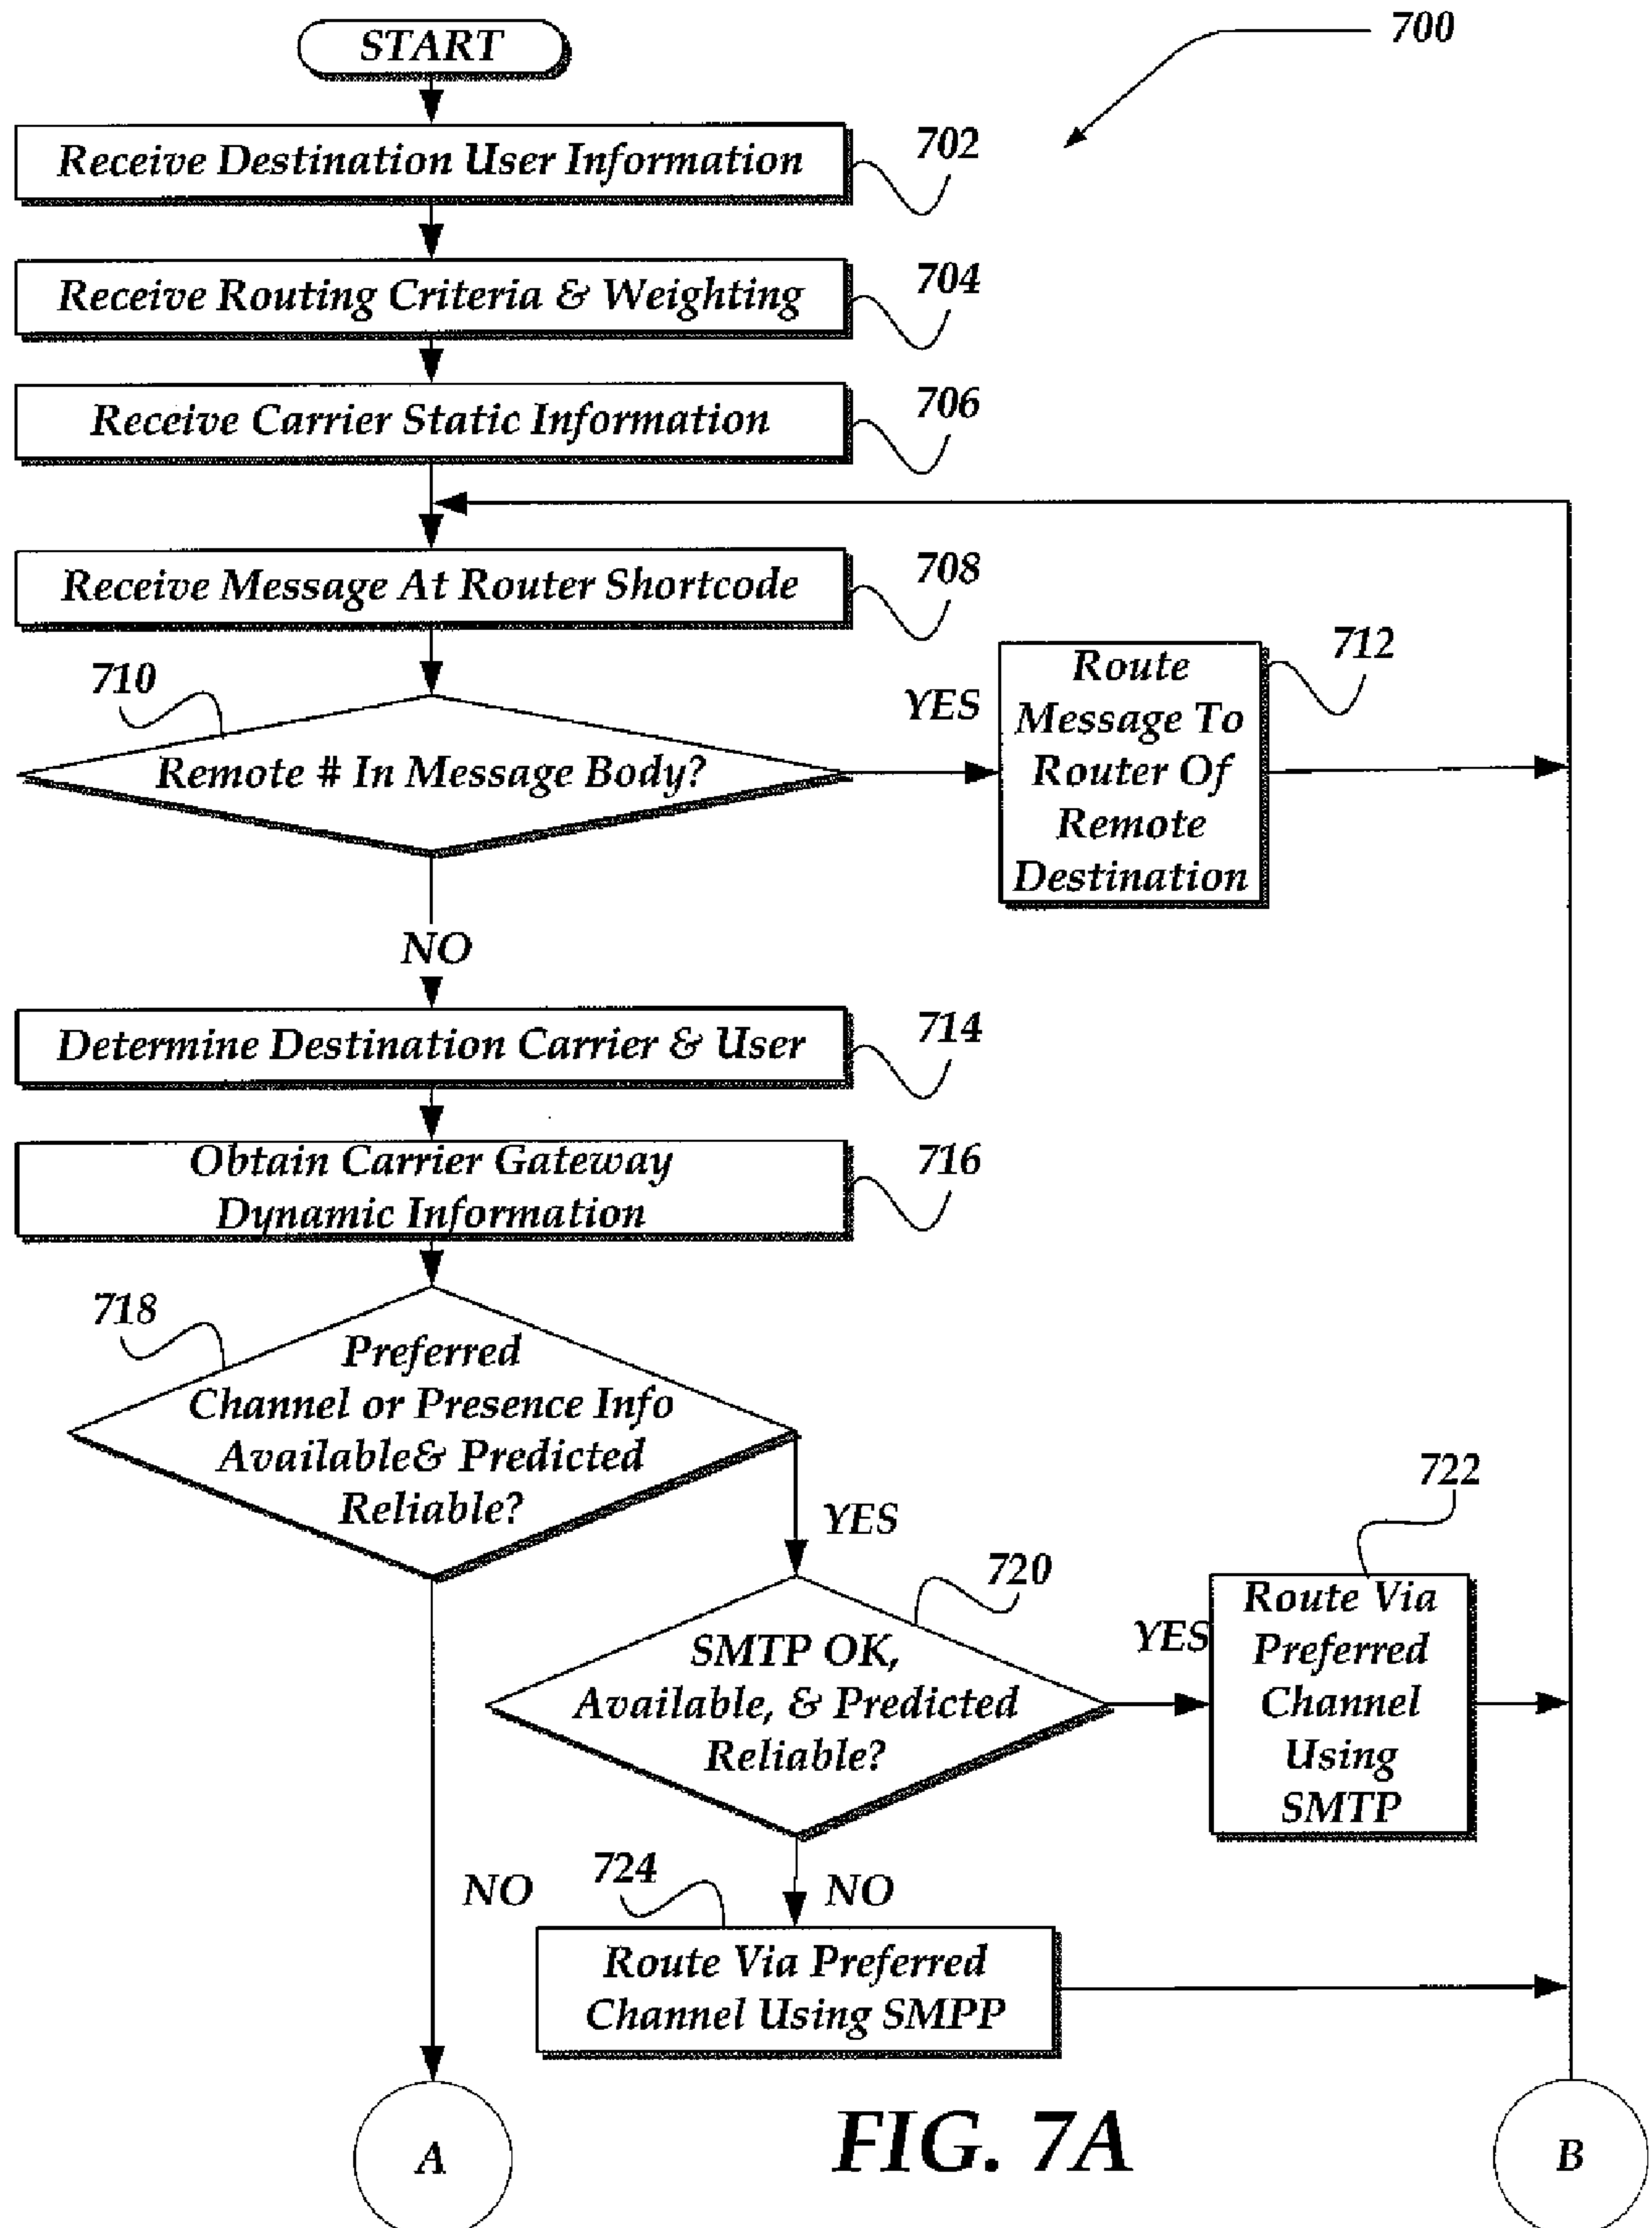 START
700
Receive Destination User Information
702
Receive Routing Criteria & Weighting
704
Receive Carrier Static Information
706
Receive Message At Router Shortcode
708
710
Remote # In Message Body?
YES
Route
Message To
Router Of
Remote
Destination
712
NO
Determine Destination Carrier & User
714
Obtain Carrier Gateway
Dynamic Information
716
718
Preferred
Channel or Presence Info
Available& Predicted
Reliable?
YES
720
SMTP OK,
Available, & Predicted
Reliable?
YES
722
Route Via
Preferred
Channel
Using
SMTP
NO
724
NO
Route Via Preferred
Channel Using SMPP
A
FIG. 7A
B